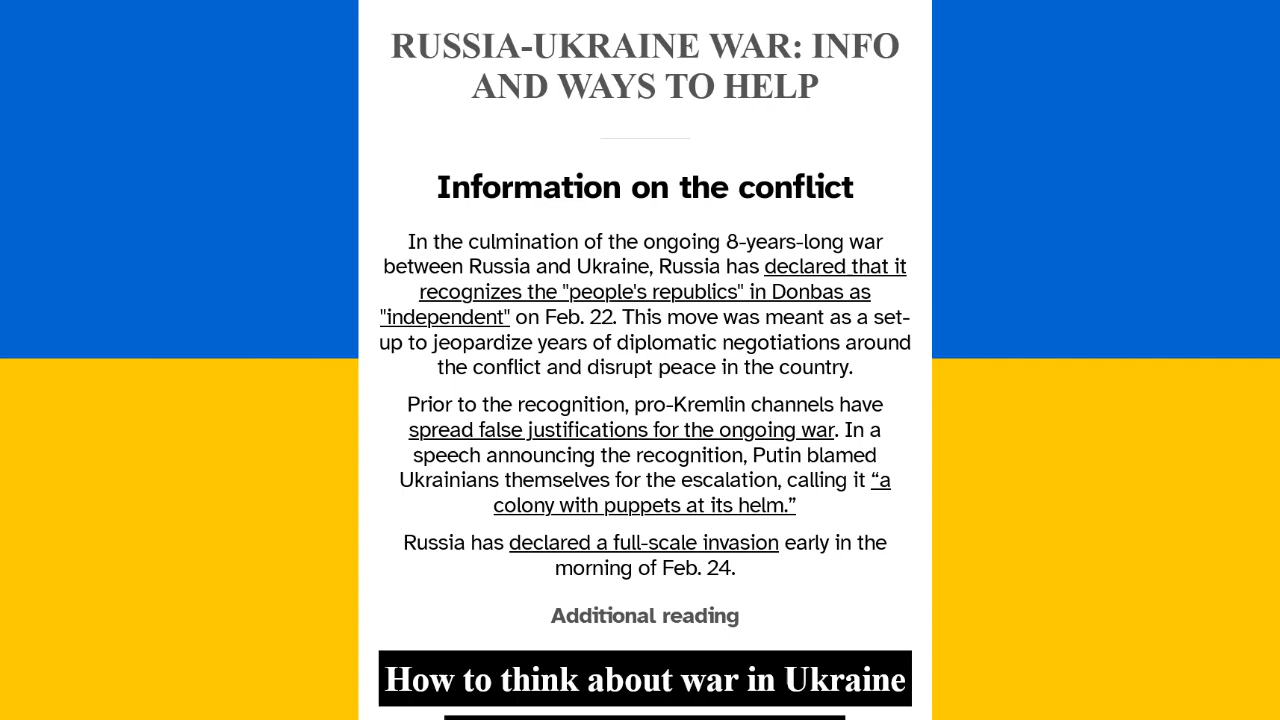 RUSSIA-UKRAINE WAR: INFO
AND WAYS TO HELP
Information on the conflict
In the culmination of the ongoing 8-years-long war
between Russia and Ukraine, Russia has declared that it
recognizes the "people's republics" in Donbas as
"independent" on Feb. 22. This move was meant as a set-
up to jeopardize years of diplomatic negotiations around
the conflict and disrupt peace in the country.
Prior to the recognition, pro-Kremlin channels have
spread false justifications for the ongoing war. In a
speech announcing the recognition, Putin blamed
Ukrainians themselves for the escalation, calling it “a
colony with puppets at its helm.”
Russia has declared a full-scale invasion early in the
morning of Feb. 24.
Additional reading
How to think about war in Ukraine